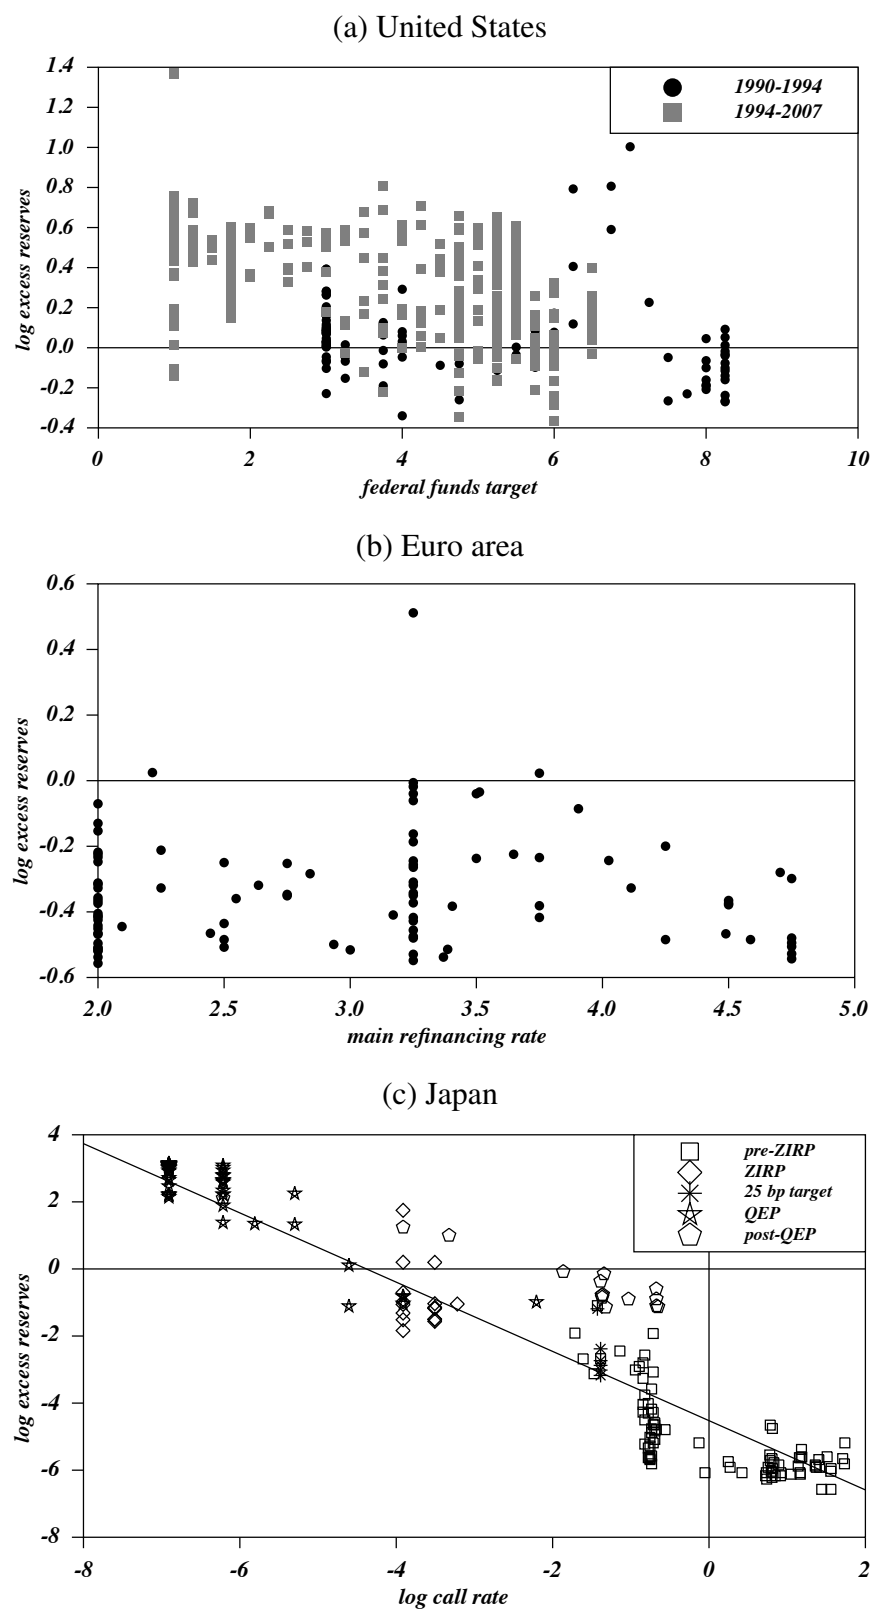 (a) United States
1.4
1.2
1.0
0.8
0.6
0.4
0.2
0.0
-0.2
-0.4
log excess reserves
1990-1994
1994-2007
0 2 4 6 8 10
federal funds target
(b) Euro area
0.6
0.4
0.2
0.0
-0.2
-0.4
-0.6
log excess reserves
2.0 2.5 3.0 3.5 4.0 4.5 5.0
main refinancing rate
(c) Japan
4
2
0
-2
-4
-6
-8
log excess reserves
pre-ZIRP
ZIRP
25 bp target
QEP
post-QEP
-8 -6 -4 -2 0 2
log call rate